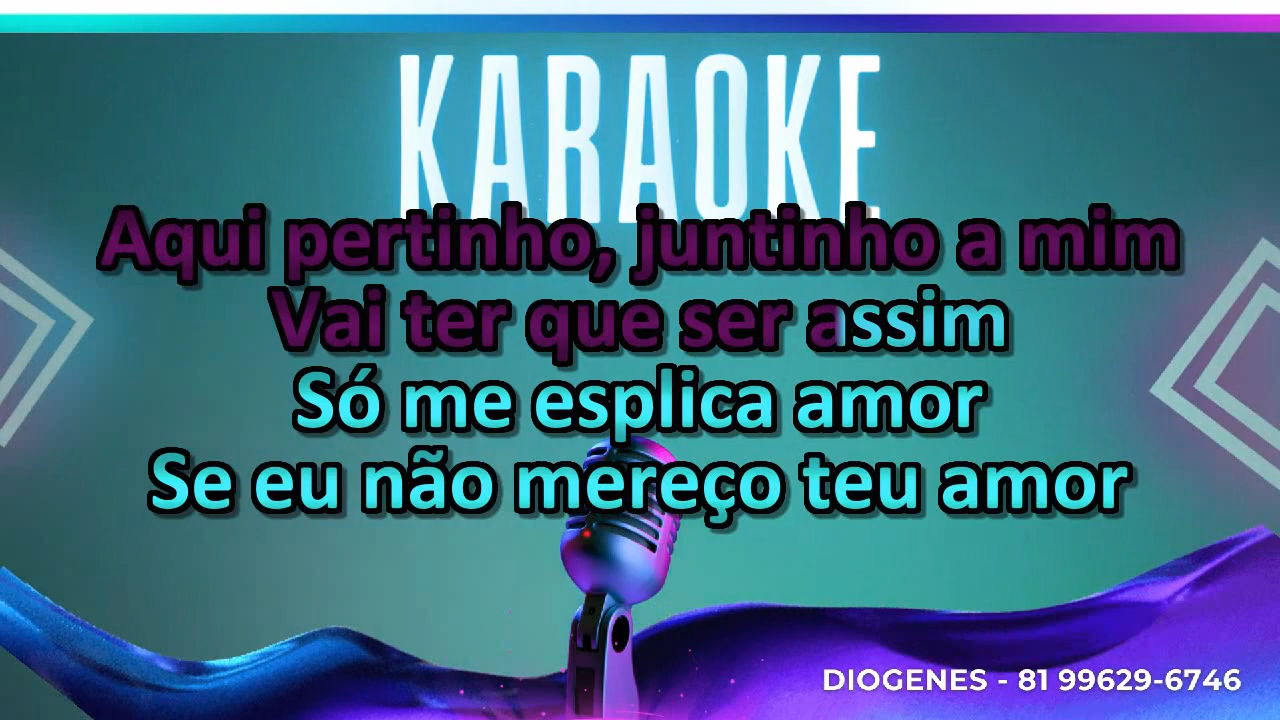 KARAOKE
Aqui pertinho, juntinho a mim
Vai ter que ser assim
Só me esplica amor
Se eu não mereço teu amor
DIOGENES - 81 99629-6746